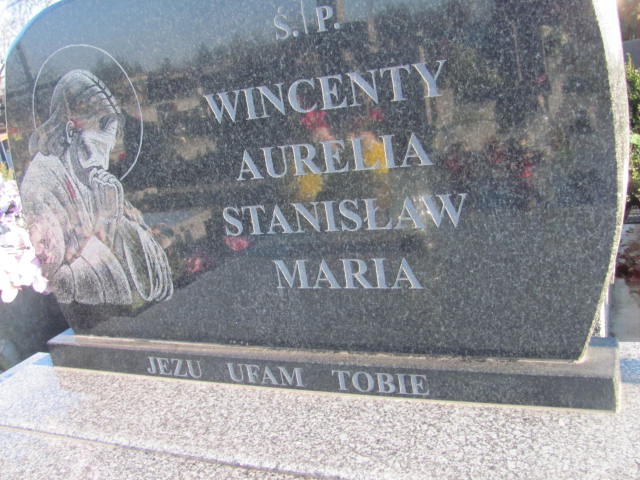 Ś. P.
WINCENTY
AURELIA
STANISŁAW
MARIA
JEZU UFAM TOBIE